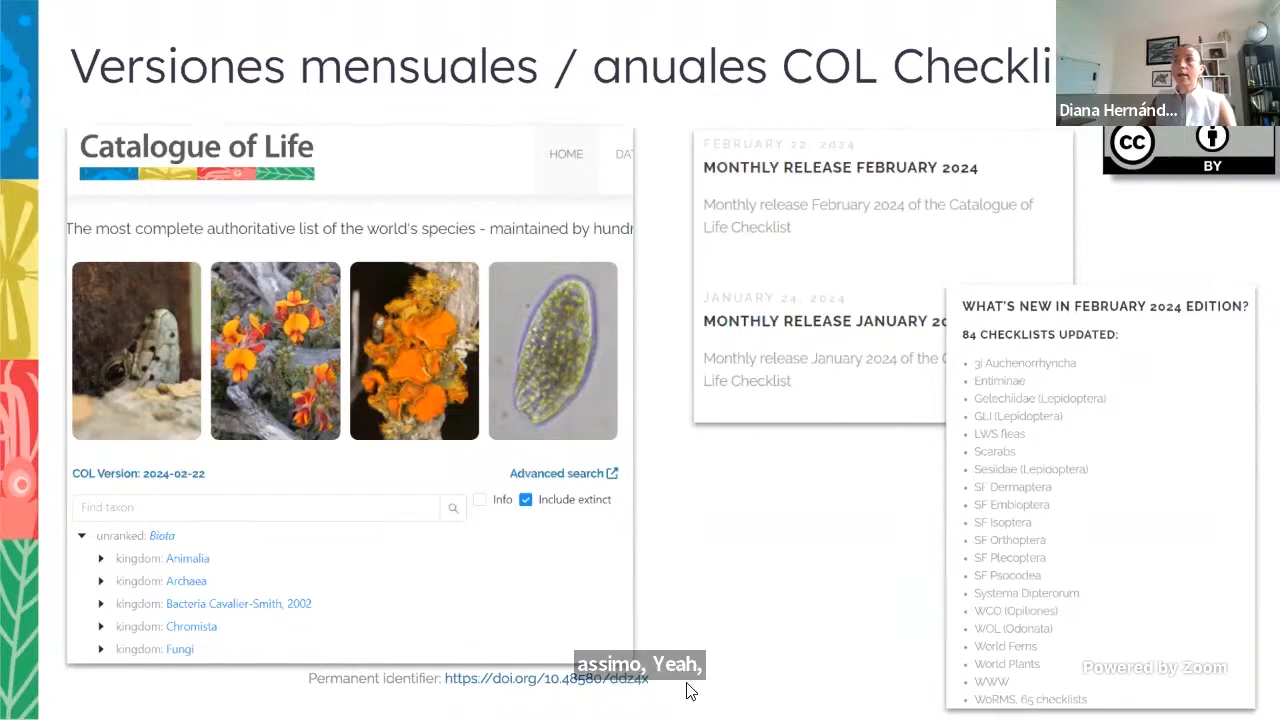 Versiones mensuales / anuales COL Checkli
Diana Hernánd...
CC
BY
Catalogue of Life
HOME
DA
The most complete authoritative list of the world's species - maintained by hundr
COL Version: 2024-02-22
Advanced search
Find taxon
Info
Include extinct
unranked: Biota
kingdom: Animalia
kingdom: Archaea
kingdom: Bacteria Cavalier-Smith, 2002
kingdom: Chromista
kingdom: Fungi
FEBRUARY 22, 2024
MONTHLY RELEASE FEBRUARY 2024
Monthly release February 2024 of the Catalogue of
Life Checklist
JANUARY 24, 2024
MONTHLY RELEASE JANUARY 20
Monthly release January 2024 of the C
Life Checklist
WHAT'S NEW IN FEBRUARY 2024 EDITION?
84 CHECKLISTS UPDATED:
• 3i Auchenorrhyncha
• Entiminae
• Gelechiidae (Lepidoptera)
• GLI (Lepidoptera)
• LWS fleas
• Scarabs
• Sesiidae (Lepidoptera)
• SF Dermaptera
• SF Embioptera
• SF Isoptera
• SF Orthoptera
• SF Plecoptera
• SF Psocodea
• Systema Dipterorum
• WCO (Opiliones)
• WOL (Odonata)
• World Ferns
• World Plants
• WWW
• WoRMS, 65 checklists
assimo, Yeah,
Permanent identifier: https://doi.org/10.48580/ddz4x
Powered by Zoom